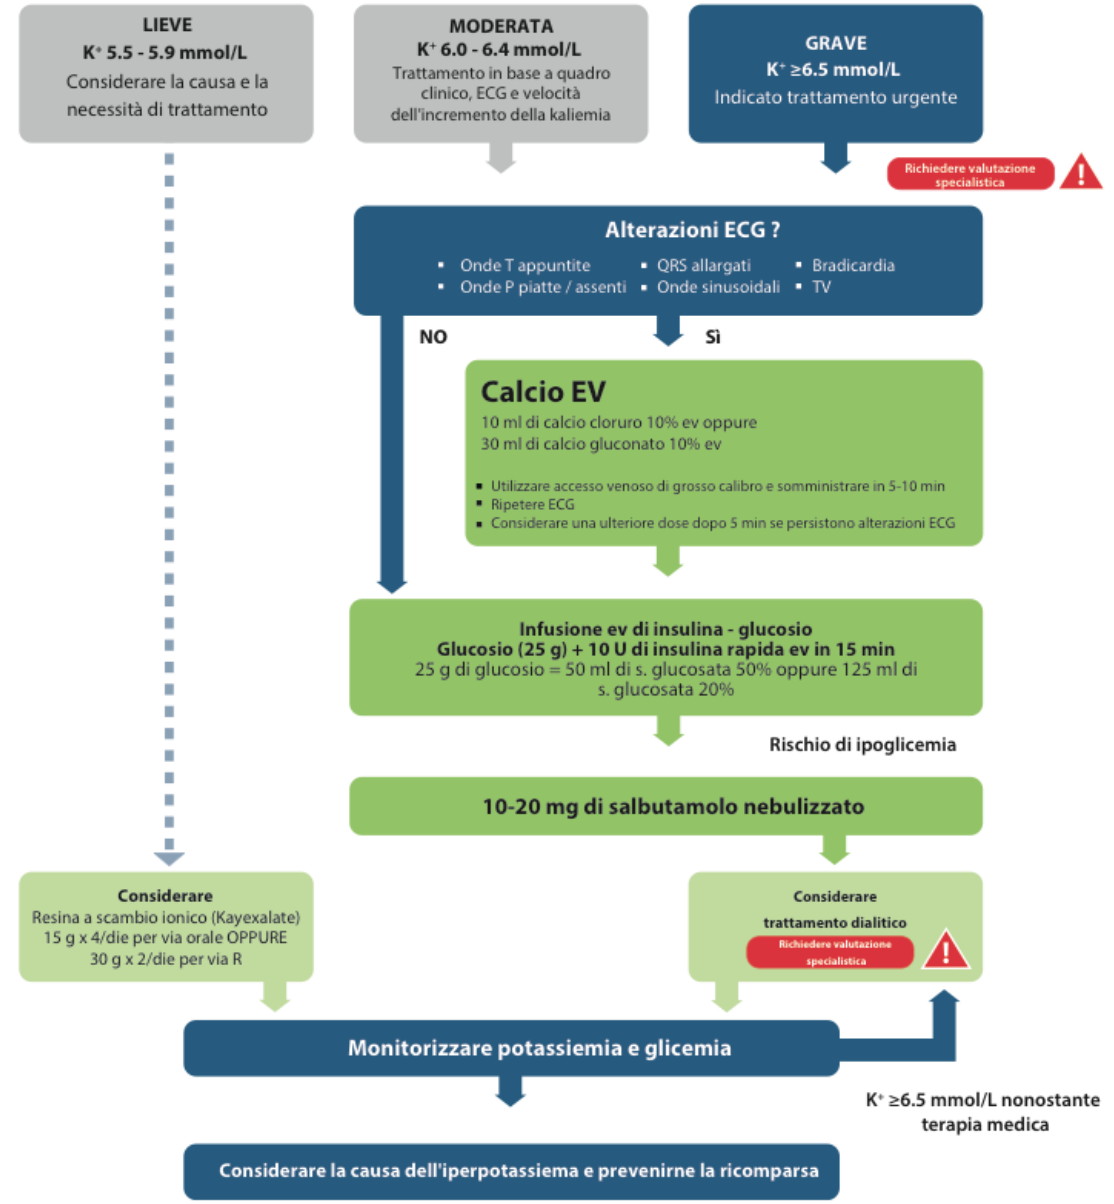 LIEVE
K⁺ 5.5 - 5.9 mmol/L
Considerare la causa e la
necessità di trattamento
MODERATA
K⁺ 6.0 - 6.4 mmol/L
Trattamento in base a quadro
clinico, ECG e velocità
dell'incremento della kaliemia
GRAVE
K⁺ ≥6.5 mmol/L
Indicato trattamento urgente
Richiedere valutazione
specialistica
!
Alterazioni ECG ?
▪ Onde T appuntite ▪ QRS allargati ▪ Bradicardia
▪ Onde P piatte / assenti ▪ Onde sinusoidali ▪ TV
NO
Sì
Calcio EV
10 ml di calcio cloruro 10% ev oppure
30 ml di calcio gluconato 10% ev
▪ Utilizzare accesso venoso di grosso calibro e somministrare in 5-10 min
▪ Ripetere ECG
▪ Considerare una ulteriore dose dopo 5 min se persistono alterazioni ECG
Infusione ev di insulina - glucosio
Glucosio (25 g) + 10 U di insulina rapida ev in 15 min
25 g di glucosio = 50 ml di s. glucosata 50% oppure 125 ml di
s. glucosata 20%
Rischio di ipoglicemia
10-20 mg di salbutamolo nebulizzato
Considerare
Resina a scambio ionico (Kayexalate)
15 g x 4/die per via orale OPPURE
30 g x 2/die per via R
Considerare
trattamento dialitico
Richiedere valutazione
specialistica
!
Monitorizzare potassiemia e glicemia
K⁺ ≥6.5 mmol/L nonostante
terapia medica
Considerare la causa dell'iperpotassiema e prevenirne la ricomparsa